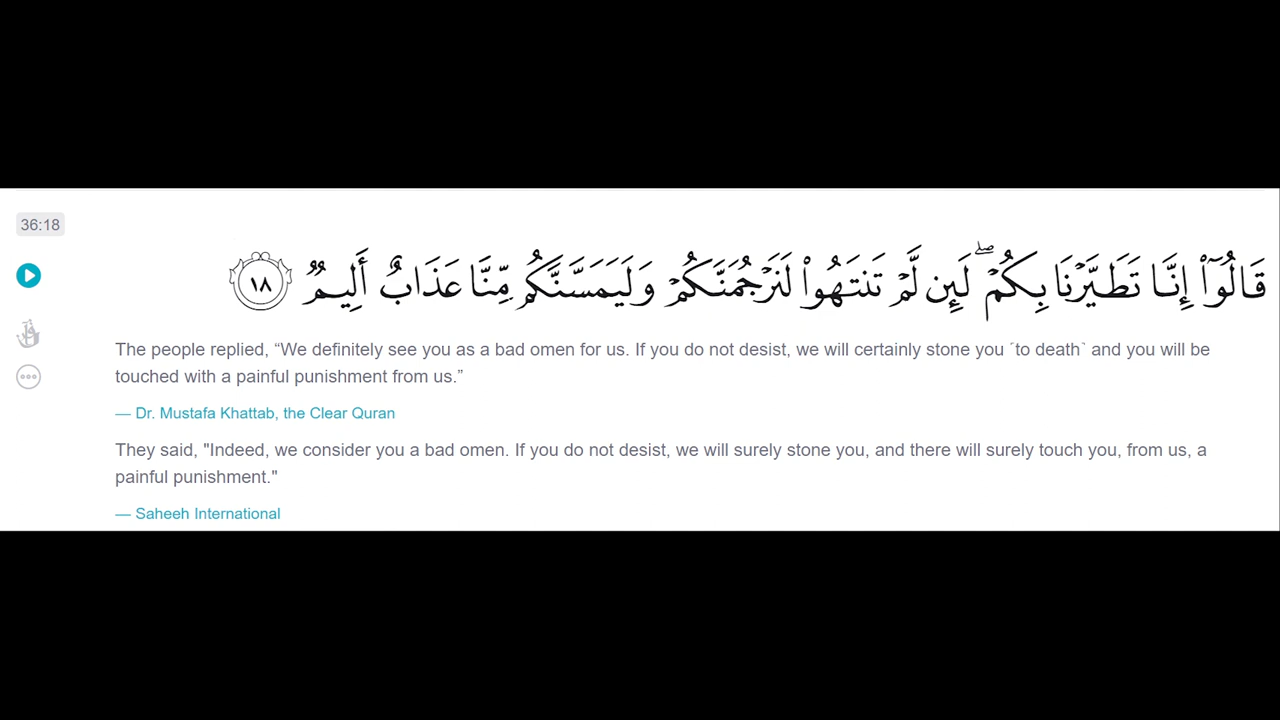 36:18
قَالُوٓا۟ إِنَّا تَطَيَّرْنَا بِكُمْ ۖ لَئِن لَّمْ تَنتَهُوا۟ لَنَرْجُمَنَّكُمْ وَلَيَمَسَّنَّكُم مِّنَّا عَذَابٌ أَلِيمٌ ١٨
The people replied, “We definitely see you as a bad omen for us. If you do not desist, we will certainly stone you ˹to death˺ and you will be
touched with a painful punishment from us.”
— Dr. Mustafa Khattab, the Clear Quran
They said, "Indeed, we consider you a bad omen. If you do not desist, we will surely stone you, and there will surely touch you, from us, a
painful punishment."
— Saheeh International